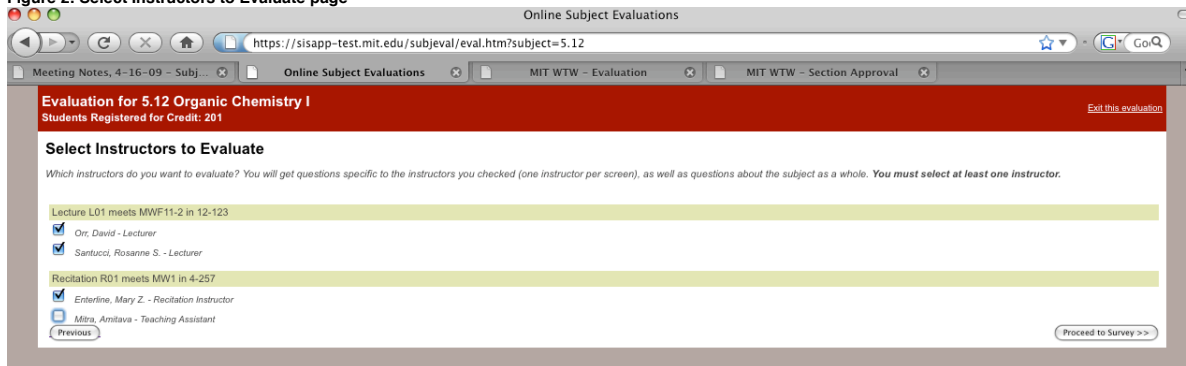 Figure 2. Select Instructors to Evaluate page
Online Subject Evaluations
https://sisapp-test.mit.edu/subjeval/eval.htm?subject=5.12
G
Meeting Notes, 4-16-09 - Subj...
Online Subject Evaluations
MIT WTW - Evaluation
MIT WTW - Section Approval
Evaluation for 5.12 Organic Chemistry I
Exit this evaluation
Students Registered for Credit: 201
Select Instructors to Evaluate
Which instructors do you want to evaluate? You will get questions specific to the instructors you checked (one instructor per screen), as well as questions about the subject as a whole. You must select at least one instructor.
Lecture L01 meets MWF11-2 in 12-123
Orr, David - Lecturer
Santucci, Rosanne S. - Lecturer
Recitation R01 meets MW1 in 4-257
Enterline, Mary Z. - Recitation Instructor
Mitra, Amitava - Teaching Assistant
Previous
Proceed to Survey >>